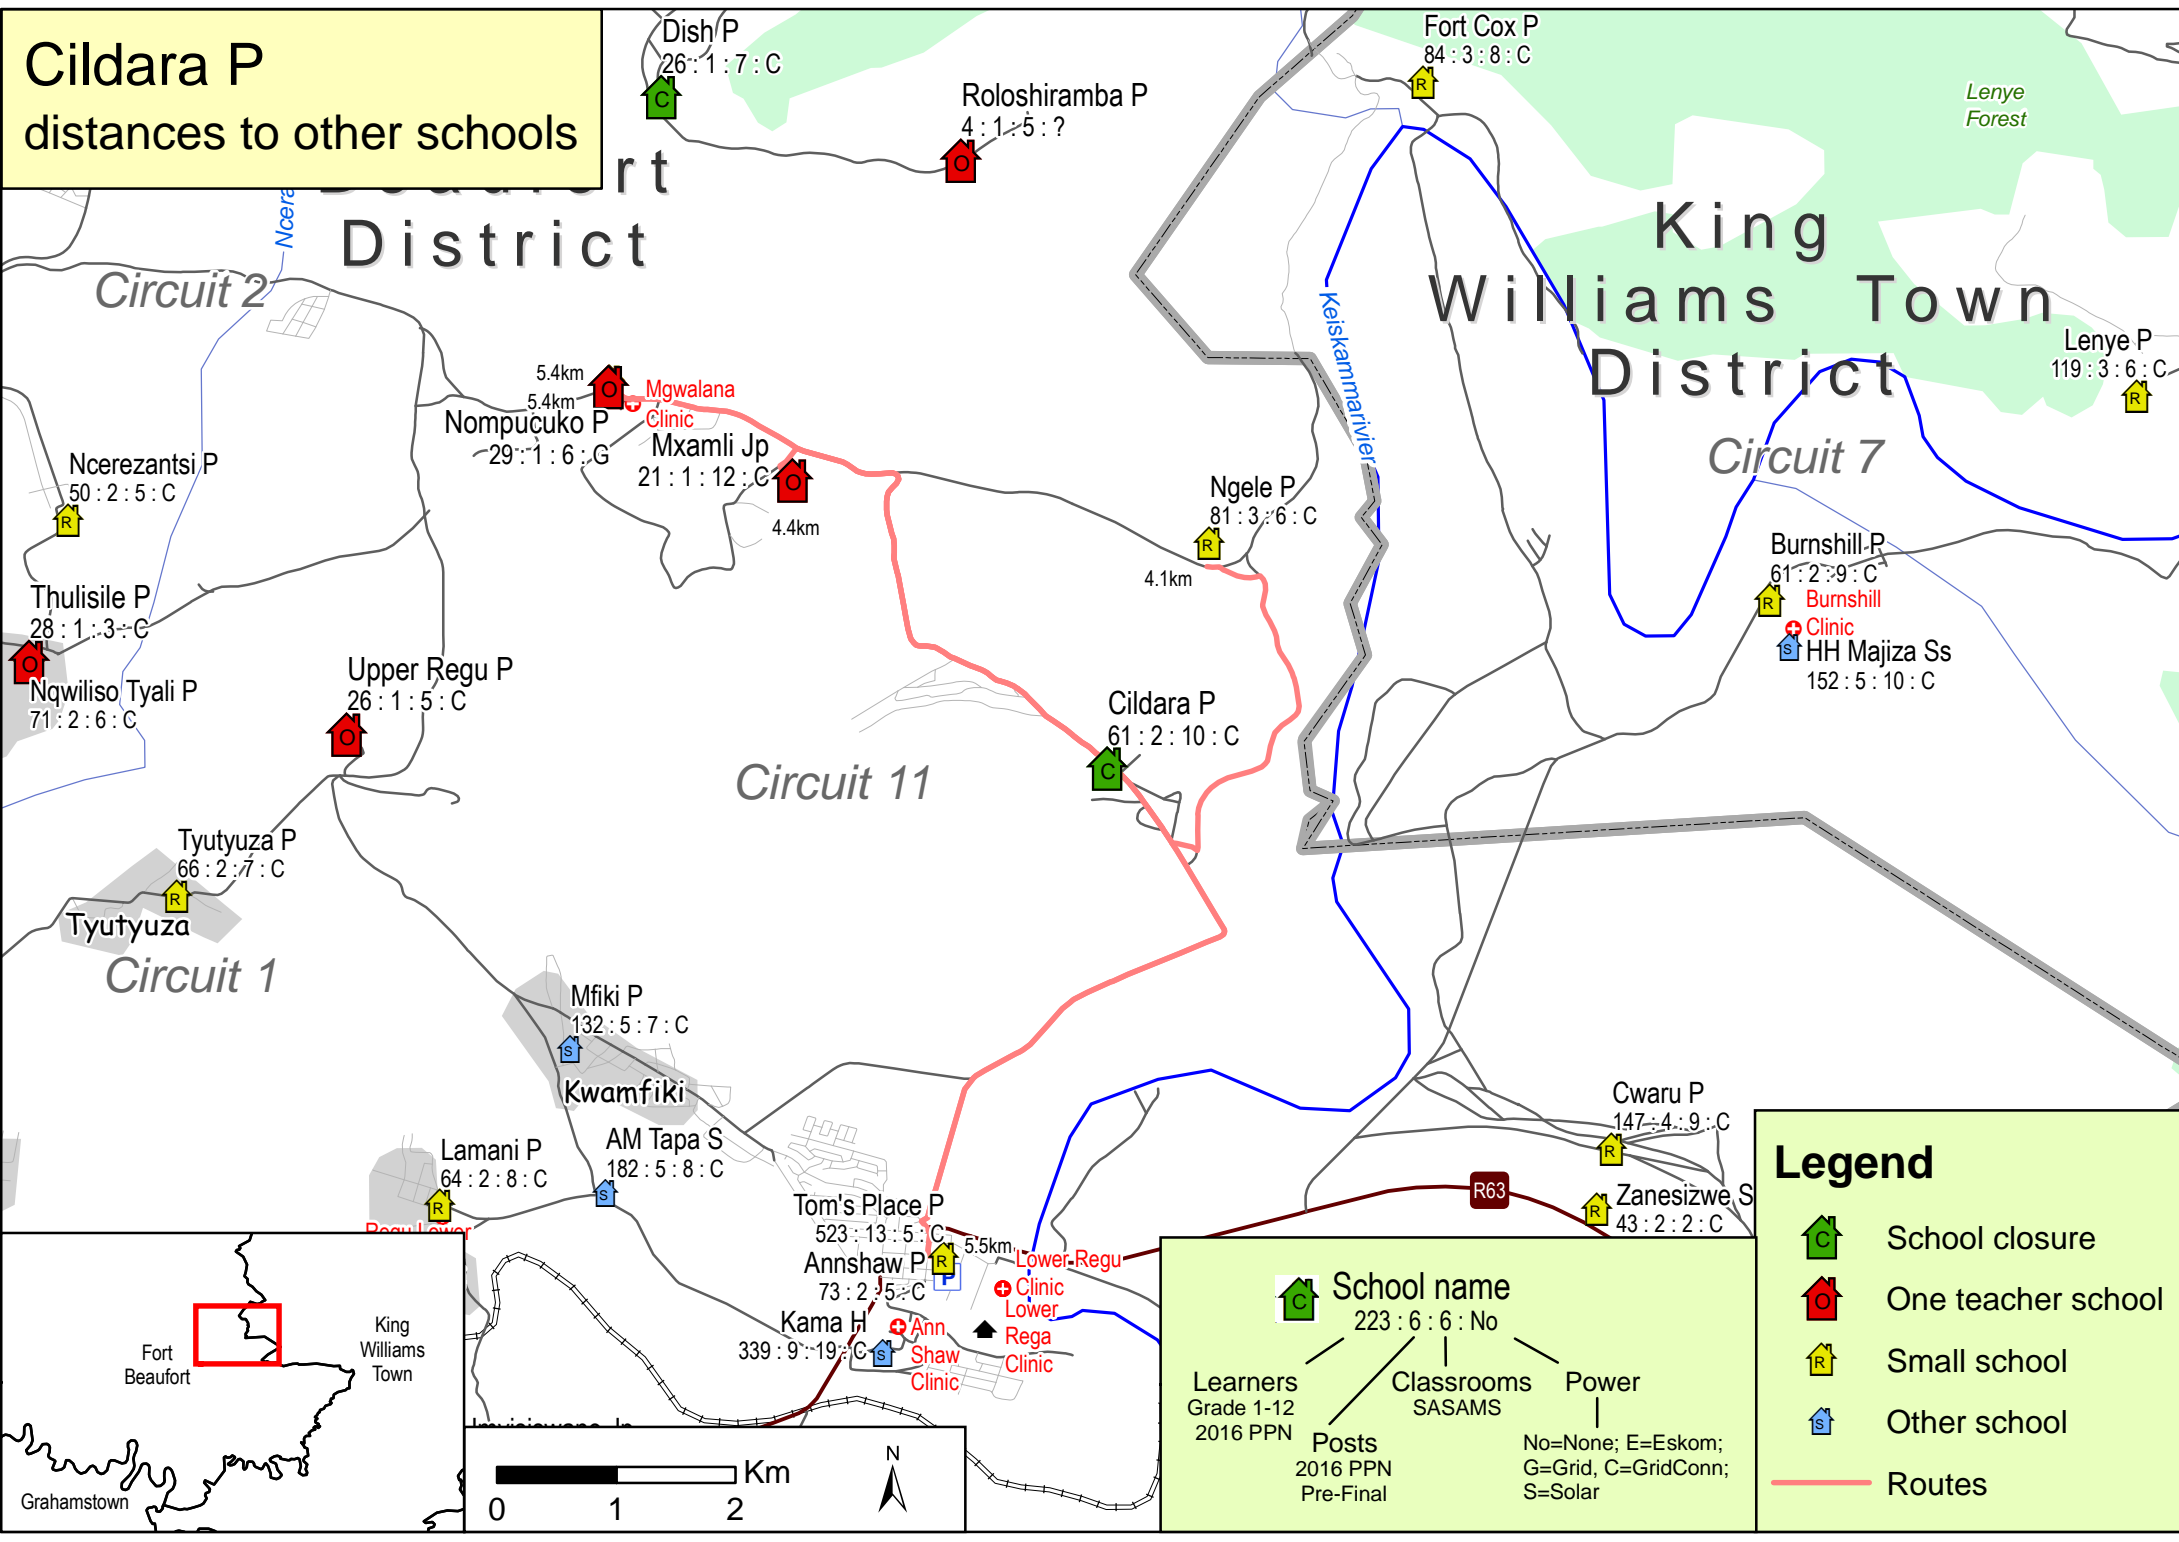 Cildara P
distances to other schools
Dish P
26 : 1 : 7 : C
Roloshiramba P
4 : 1 : 5 : ?
Fort Cox P
84 : 3 : 8 : C
Lenye
Forest
District
King
Williams Town
District
Ncera
Circuit 2
Keiskammarivier
Lenye P
119 : 3 : 6 : C
5.4km
5.4km
Mgwalana
Clinic
Nompucuko P
29 : 1 : 6 : G
Mxamli Jp
21 : 1 : 12 : C
4.4km
Circuit 7
Ncerezantsi P
50 : 2 : 5 : C
Ngele P
81 : 3 : 6 : C
4.1km
Burnshill P
61 : 2 : 9 : C
Burnshill
Clinic
HH Majiza Ss
152 : 5 : 10 : C
Thulisile P
28 : 1 : 3 : C
Nqwiliso Tyali P
71 : 2 : 6 : C
Upper Regu P
26 : 1 : 5 : C
Cildara P
61 : 2 : 10 : C
Circuit 11
Tyutyuza P
66 : 2 : 7 : C
Tyutyuza
Circuit 1
Mfiki P
132 : 5 : 7 : C
Kwamfiki
Lamani P
64 : 2 : 8 : C
AM Tapa S
182 : 5 : 8 : C
Cwaru P
147 : 4 : 9 : C
Zanesizwe S
43 : 2 : 2 : C
R63
Tom's Place P
523 : 13 : 5 : C
5.5km
Annshaw P
73 : 2 : 5 : C
P
Lower Regu
Clinic
Lower
Rega
Clinic
Kama H
339 : 9 : 19 : C
Ann
Shaw
Clinic
Regu Lower
Fort
Beaufort
King
Williams
Town
Grahamstown
Km
0 1 2
N
C School name
223 : 6 : 6 : No
Learners
Grade 1-12
2016 PPN
Posts
2016 PPN
Pre-Final
Classrooms
SASAMS
Power
No=None; E=Eskom;
G=Grid, C=GridConn;
S=Solar
Legend
C School closure
O One teacher school
R Small school
S Other school
Routes